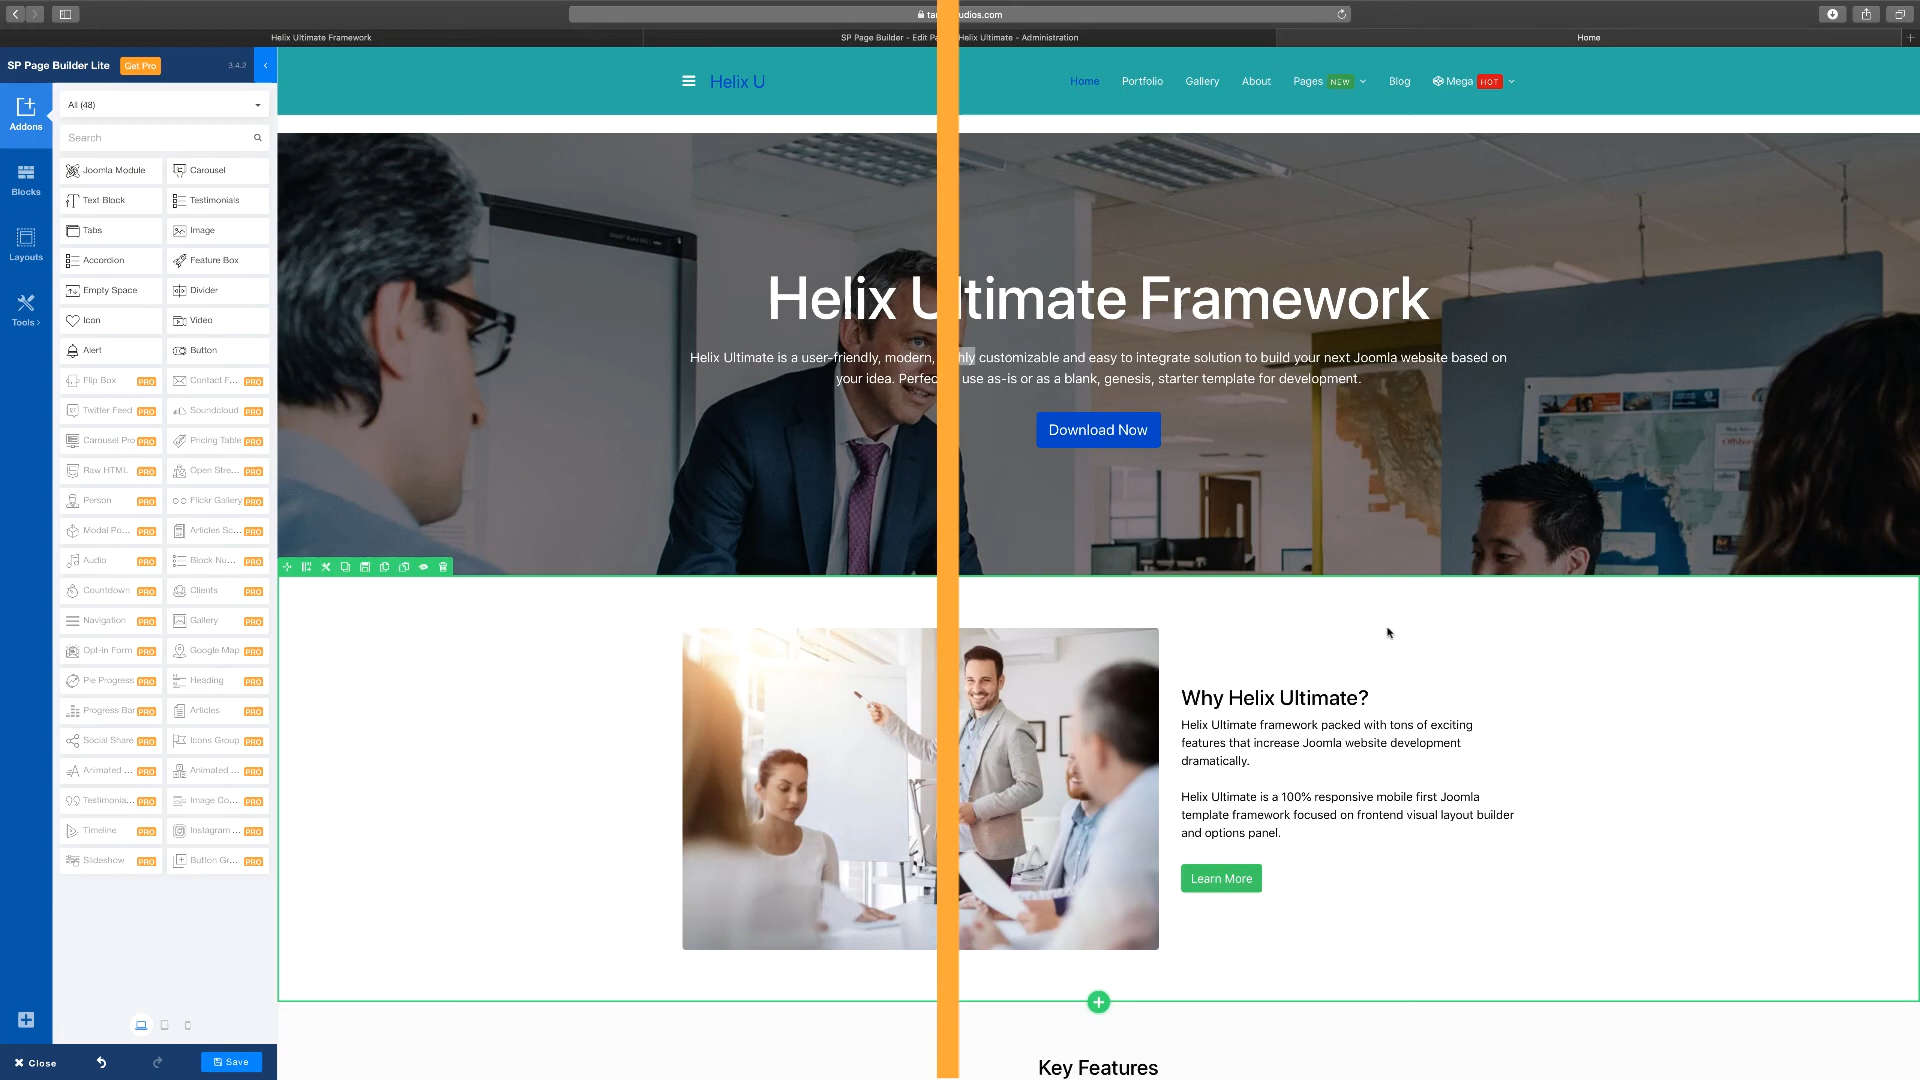 tar udios.com
Helix Ultimate Framework
SP Page Builder - Edit Pa Helix Ultimate - Administration
Home
SP Page Builder Lite Get Pro 3.4.2
Helix U
Home Portfolio Gallery About Pages NEW Blog Mega HOT
Addons
Blocks
Layouts
Tools
All (48)
Search
Joomla Module Carousel
Text Block Testimonials
Tabs Image
Accordion Feature Box
Empty Space Divider
Icon Video
Alert Button
Flip Box PRO Contact F... PRO
Twitter Feed PRO Soundcloud PRO
Carousel Pro PRO Pricing Table PRO
Raw HTML PRO Open Stre... PRO
Person PRO Flickr Gallery PRO
Modal Po... PRO Articles Sc... PRO
Audio PRO Block Nu... PRO
Countdown PRO Clients PRO
Navigation PRO Gallery PRO
Opt-in Form PRO Google Map PRO
Pie Progress PRO Heading PRO
Progress Bar PRO Articles PRO
Social Share PRO Icons Group PRO
Animated ... PRO Animated ... PRO
Testimonia... PRO Image Co... PRO
Timeline PRO Instagram ... PRO
Slideshow PRO Button Gr... PRO
Close Save
Helix U ltimate Framework
Helix Ultimate is a user-friendly, modern, hly customizable and easy to integrate solution to build your next Joomla website based on
your idea. Perfec use as-is or as a blank, genesis, starter template for development.
Download Now
Why Helix Ultimate?
Helix Ultimate framework packed with tons of exciting
features that increase Joomla website development
dramatically.
Helix Ultimate is a 100% responsive mobile first Joomla
template framework focused on frontend visual layout builder
and options panel.
Learn More
Key Features